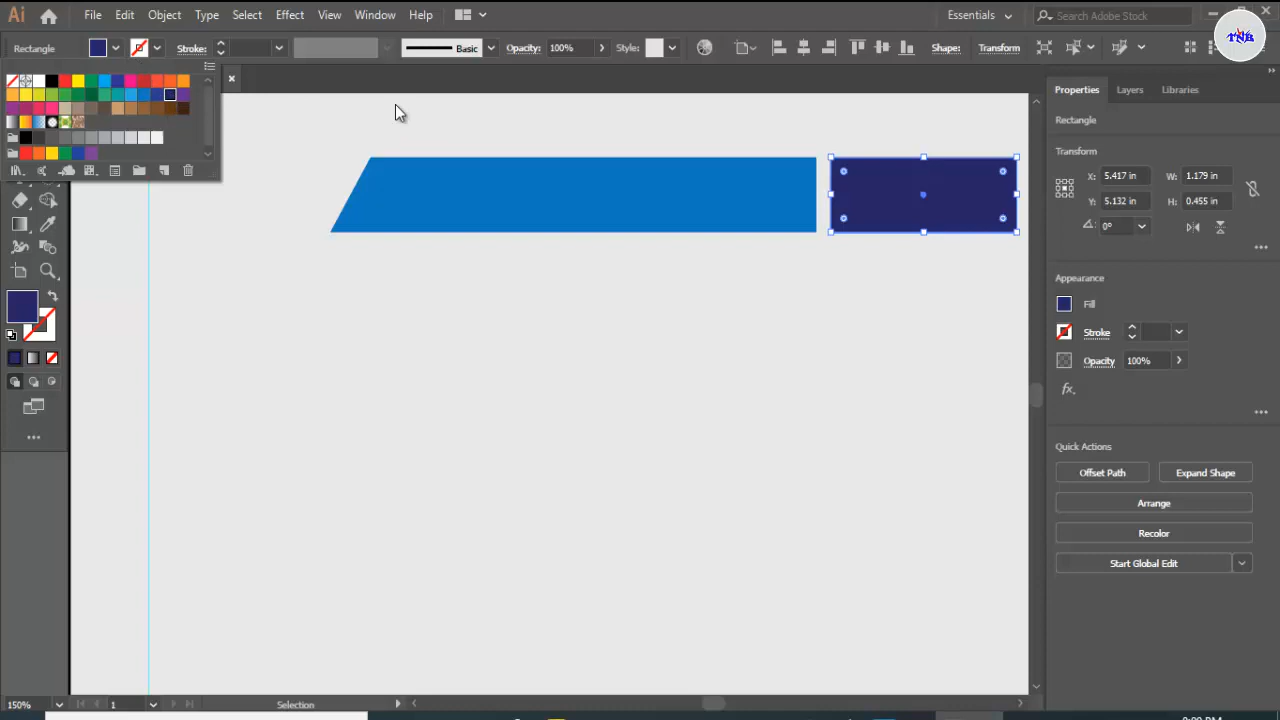 Ai File Edit Object Type Select Effect View Window Help Essentials Search Adobe Stock
TNB
Rectangle Stroke: Basic Opacity: 100% Style: Shape: Transform
Properties Layers Libraries
Rectangle
Transform
X: 5.417 in W: 1.179 in
Y: 5.132 in H: 0.455 in
0°
Appearance
Fill
Stroke
Opacity 100%
fx.
Quick Actions
Offset Path Expand Shape
Arrange
Recolor
Start Global Edit
150% 1 Selection